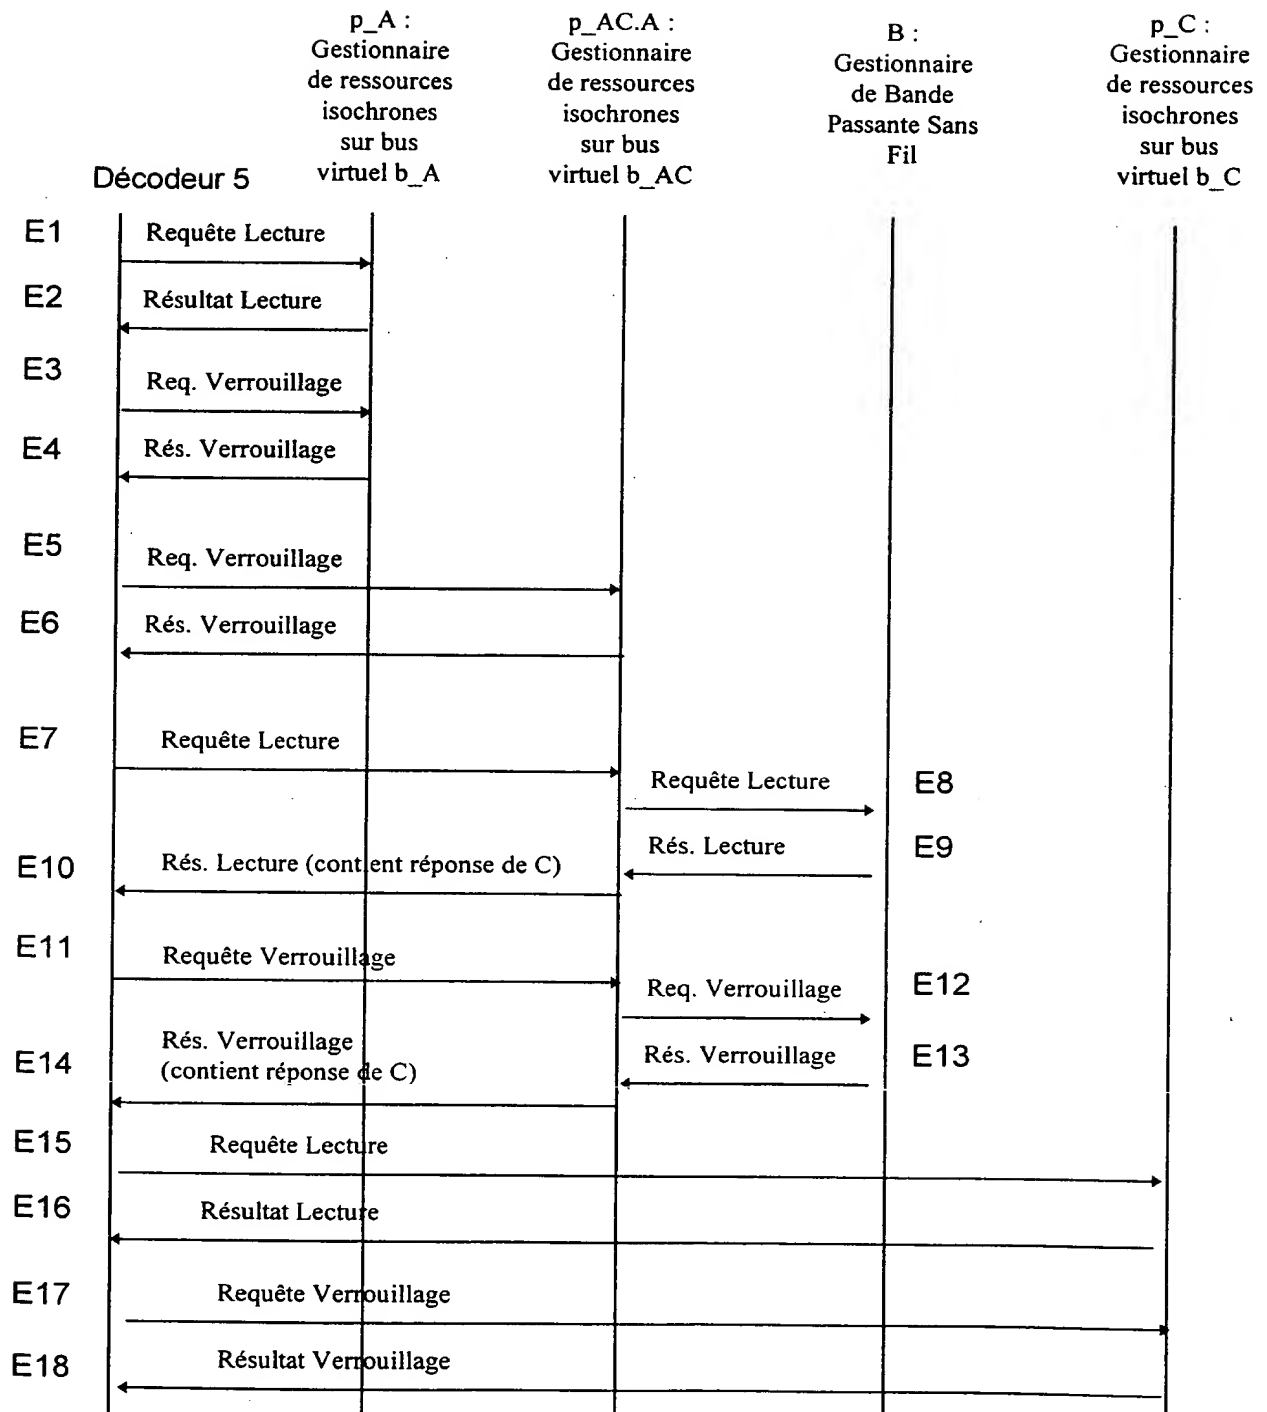 p_A :
Gestionnaire
de ressources
isochrones
sur bus
virtuel b_A
p_AC.A :
Gestionnaire
de ressources
isochrones
sur bus
virtuel b_AC
B :
Gestionnaire
de Bande
Passante Sans
Fil
p_C :
Gestionnaire
de ressources
isochrones
sur bus
virtuel b_C
Décodeur 5
E1
Requête Lecture
E2
Résultat Lecture
E3
Req. Verrouillage
E4
Rés. Verrouillage
E5
Req. Verrouillage
E6
Rés. Verrouillage
E7
Requête Lecture
Requête Lecture
E8
Rés. Lecture
E9
E10
Rés. Lecture (contient réponse de C)
E11
Requête Verrouillage
Req. Verrouillage
E12
Rés. Verrouillage
E13
E14
Rés. Verrouillage
(contient réponse de C)
E15
Requête Lecture
E16
Résultat Lecture
E17
Requête Verrouillage
E18
Résultat Verrouillage